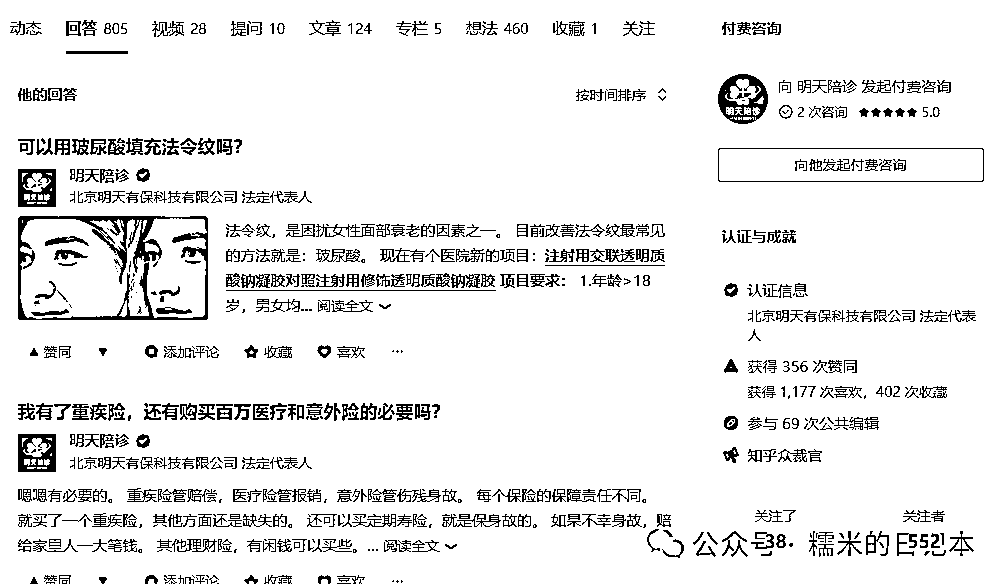 动态 回答 805 视频 28 提问 10 文章 124 专栏 5 想法 460 收藏 1 关注
他的回答
按时间排序
可以用玻尿酸填充法令纹吗?
明天陪诊
北京明天有保科技有限公司 法定代表人
法令纹，是困扰女性面部衰老的因素之一。 目前改善法令纹最常见
的方法就是：玻尿酸。 现在有个医院新的项目：注射用交联透明质
酸钠凝胶对照注射用修饰透明质酸钠凝胶 项目要求： 1.年龄>18
岁，男女均... 阅读全文
赞同 添加评论 收藏 喜欢 ···
我有了重疾险，还有购买百万医疗和意外险的必要吗?
明天陪诊
北京明天有保科技有限公司 法定代表人
嗯嗯有必要的。 重疾险管赔偿，医疗险管报销，意外险管伤残身故。 每个保险的保障责任不同。
就买了一个重疾险，其他方面还是缺失的。 还可以买定期寿险，就是保身故的。 如果不幸身故，赔
给家里人一大笔钱。 其他理财险，有闲钱可以买些。... 阅读全文
赞同 添加评论 收藏 喜欢 ···
付费咨询
明天陪诊
向 明天陪诊 发起付费咨询
2 次咨询 ★★★★★ 5.0
向他发起付费咨询
认证与成就
认证信息
北京明天有保科技有限公司 法定代表
人
获得 356 次赞同
获得 1,177 次喜欢，402 次收藏
参与 69 次公共编辑
知乎众裁官
关注了 关注者
38 552
公众号 · 糯米的日记本